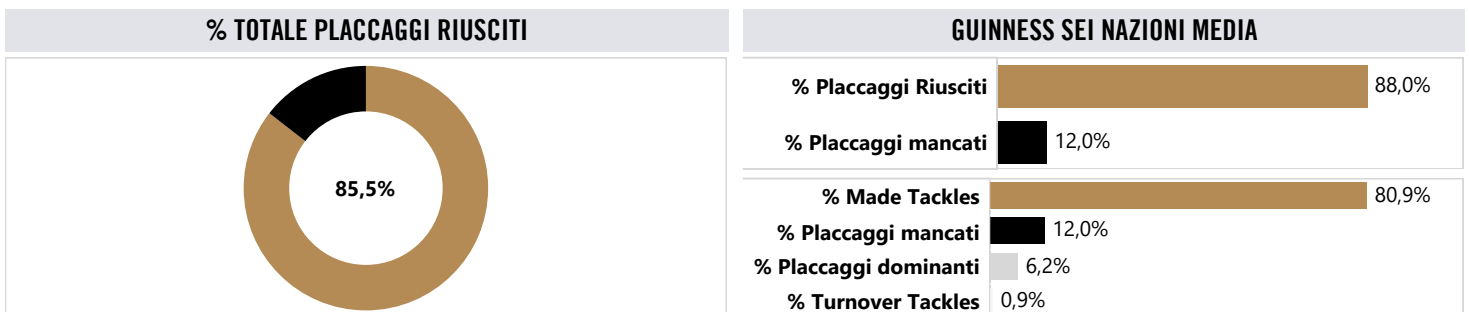 % TOTALE PLACCAGGI RIUSCITI
85,5%
GUINNESS SEI NAZIONI MEDIA
% Placcaggi Riusciti 88,0%
% Placcaggi mancati 12,0%
% Made Tackles 80,9%
% Placcaggi mancati 12,0%
% Placcaggi dominanti 6,2%
% Turnover Tackles 0,9%